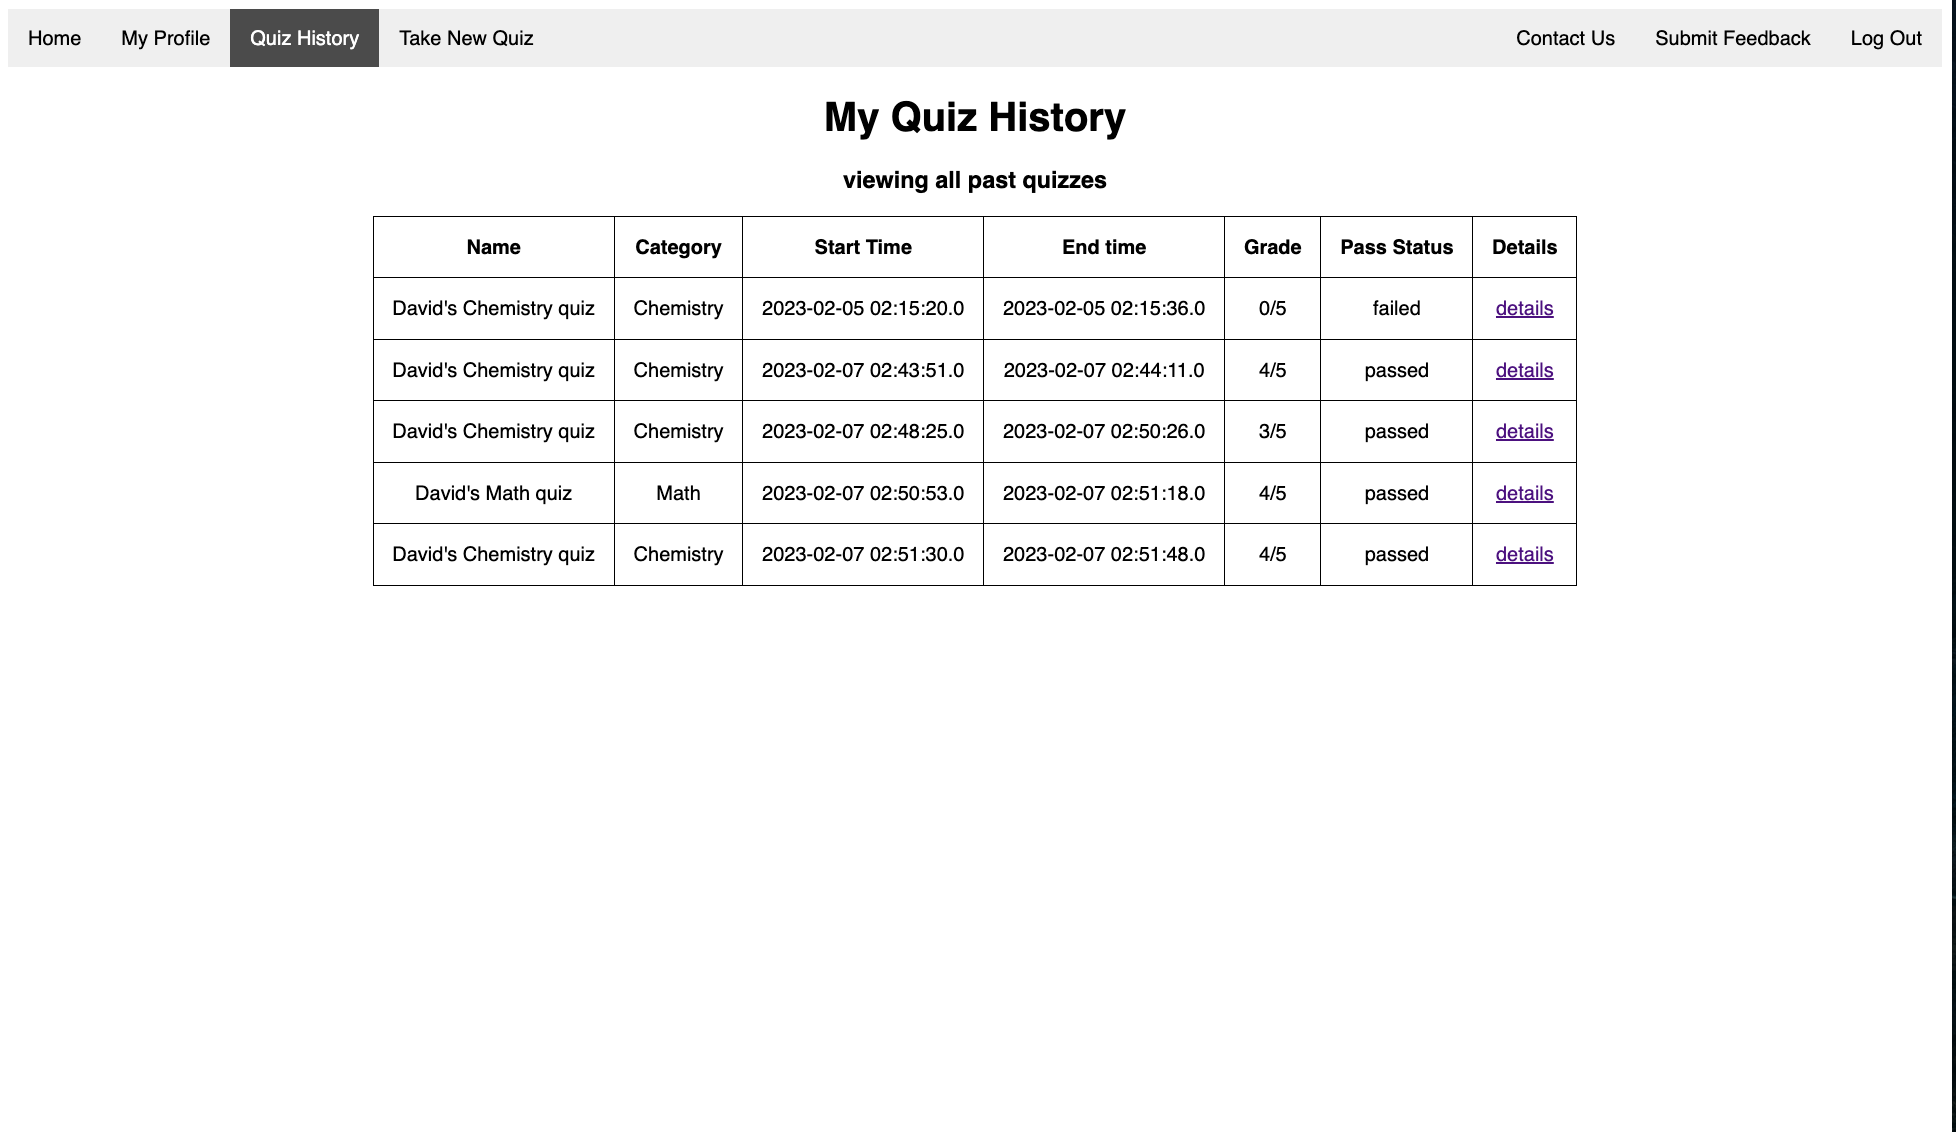 Home My Profile Quiz History Take New Quiz Contact Us Submit Feedback Log Out
My Quiz History
viewing all past quizzes
Name Category Start Time End time Grade Pass Status Details
David's Chemistry quiz Chemistry 2023-02-05 02:15:20.0 2023-02-05 02:15:36.0 0/5 failed details
David's Chemistry quiz Chemistry 2023-02-07 02:43:51.0 2023-02-07 02:44:11.0 4/5 passed details
David's Chemistry quiz Chemistry 2023-02-07 02:48:25.0 2023-02-07 02:50:26.0 3/5 passed details
David's Math quiz Math 2023-02-07 02:50:53.0 2023-02-07 02:51:18.0 4/5 passed details
David's Chemistry quiz Chemistry 2023-02-07 02:51:30.0 2023-02-07 02:51:48.0 4/5 passed details